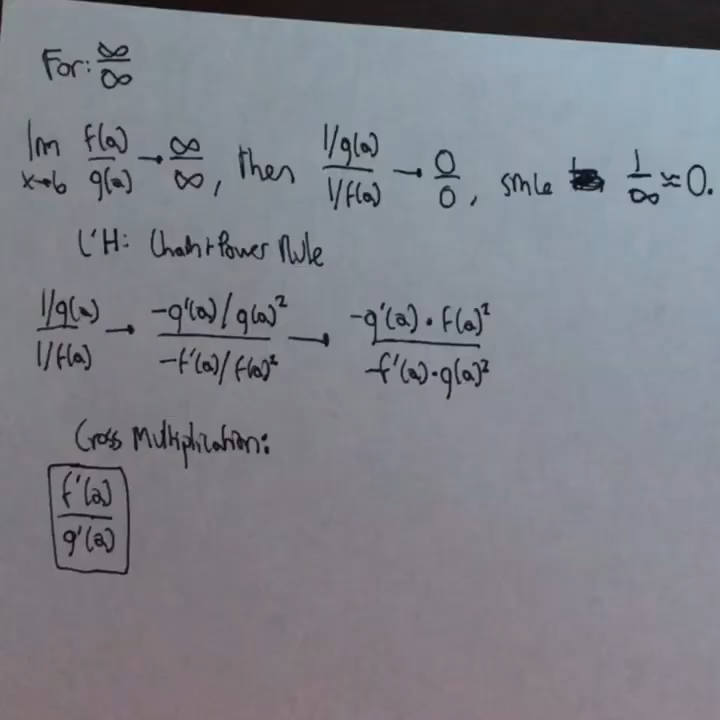 For: ∞/∞
lim x→b f(a)/g(a) → ∞/∞, then 1/g(a) / 1/f(a) → 0/0, since 1/∞ ≈ 0.
L'H: Chain+Power Rule
1/g(a) / 1/f(a) → -g'(a)/g(a)² / -f'(a)/f(a)² → -g'(a)·f(a)² / -f'(a)·g(a)²
Cross Multiplication:
f'(a)/g'(a)